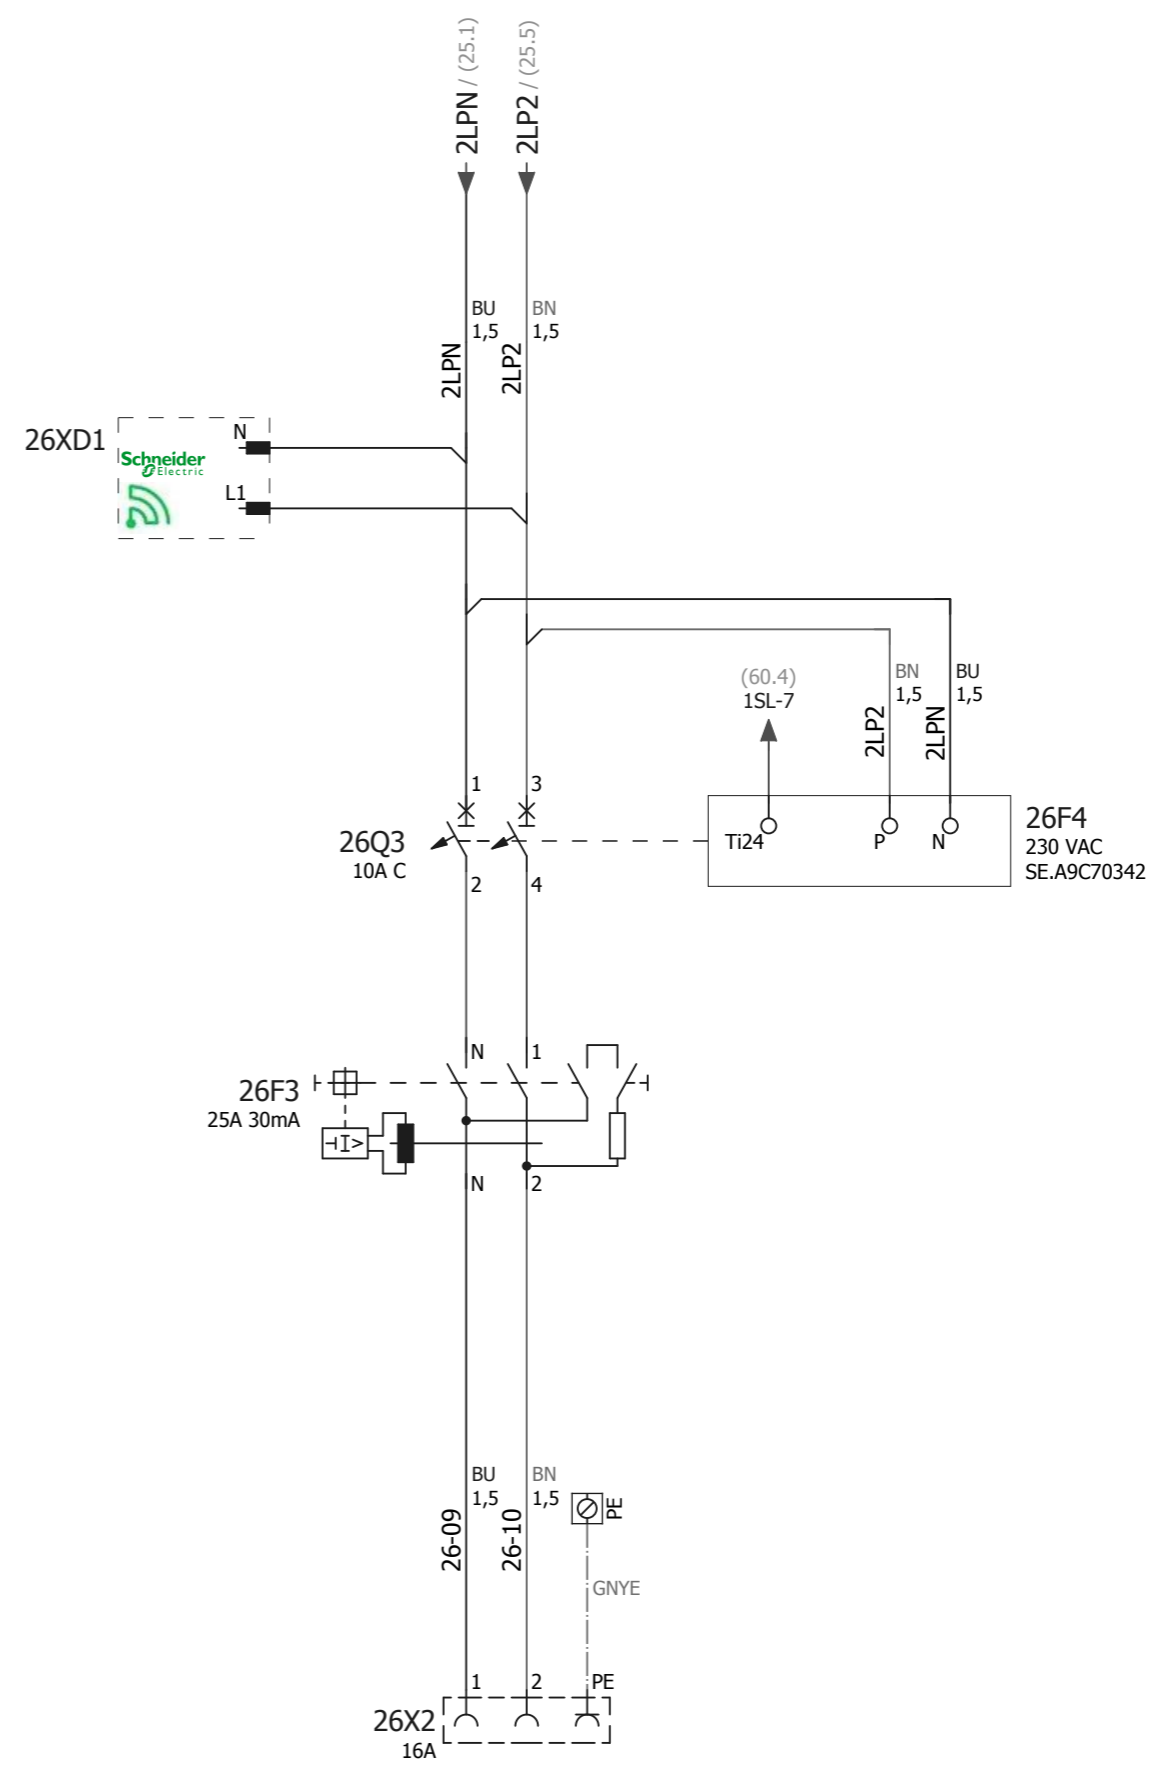 2LPN / (25.1)
2LP2 / (25.5)
BU
1,5
2LPN
BN
1,5
2LP2
26XD1
N
Schneider
Electric
L1
(60.4)
1SL-7
BN
1,5
2LP2
BU
1,5
2LPN
1
3
26Q3
10A C
2
4
Ti24
P
N
26F4
230 VAC
SE.A9C70342
N
1
26F3
25A 30mA
I>
N
2
BU
1,5
26-09
BN
1,5
26-10
PE
GNYE
1
2
PE
26X2
16A